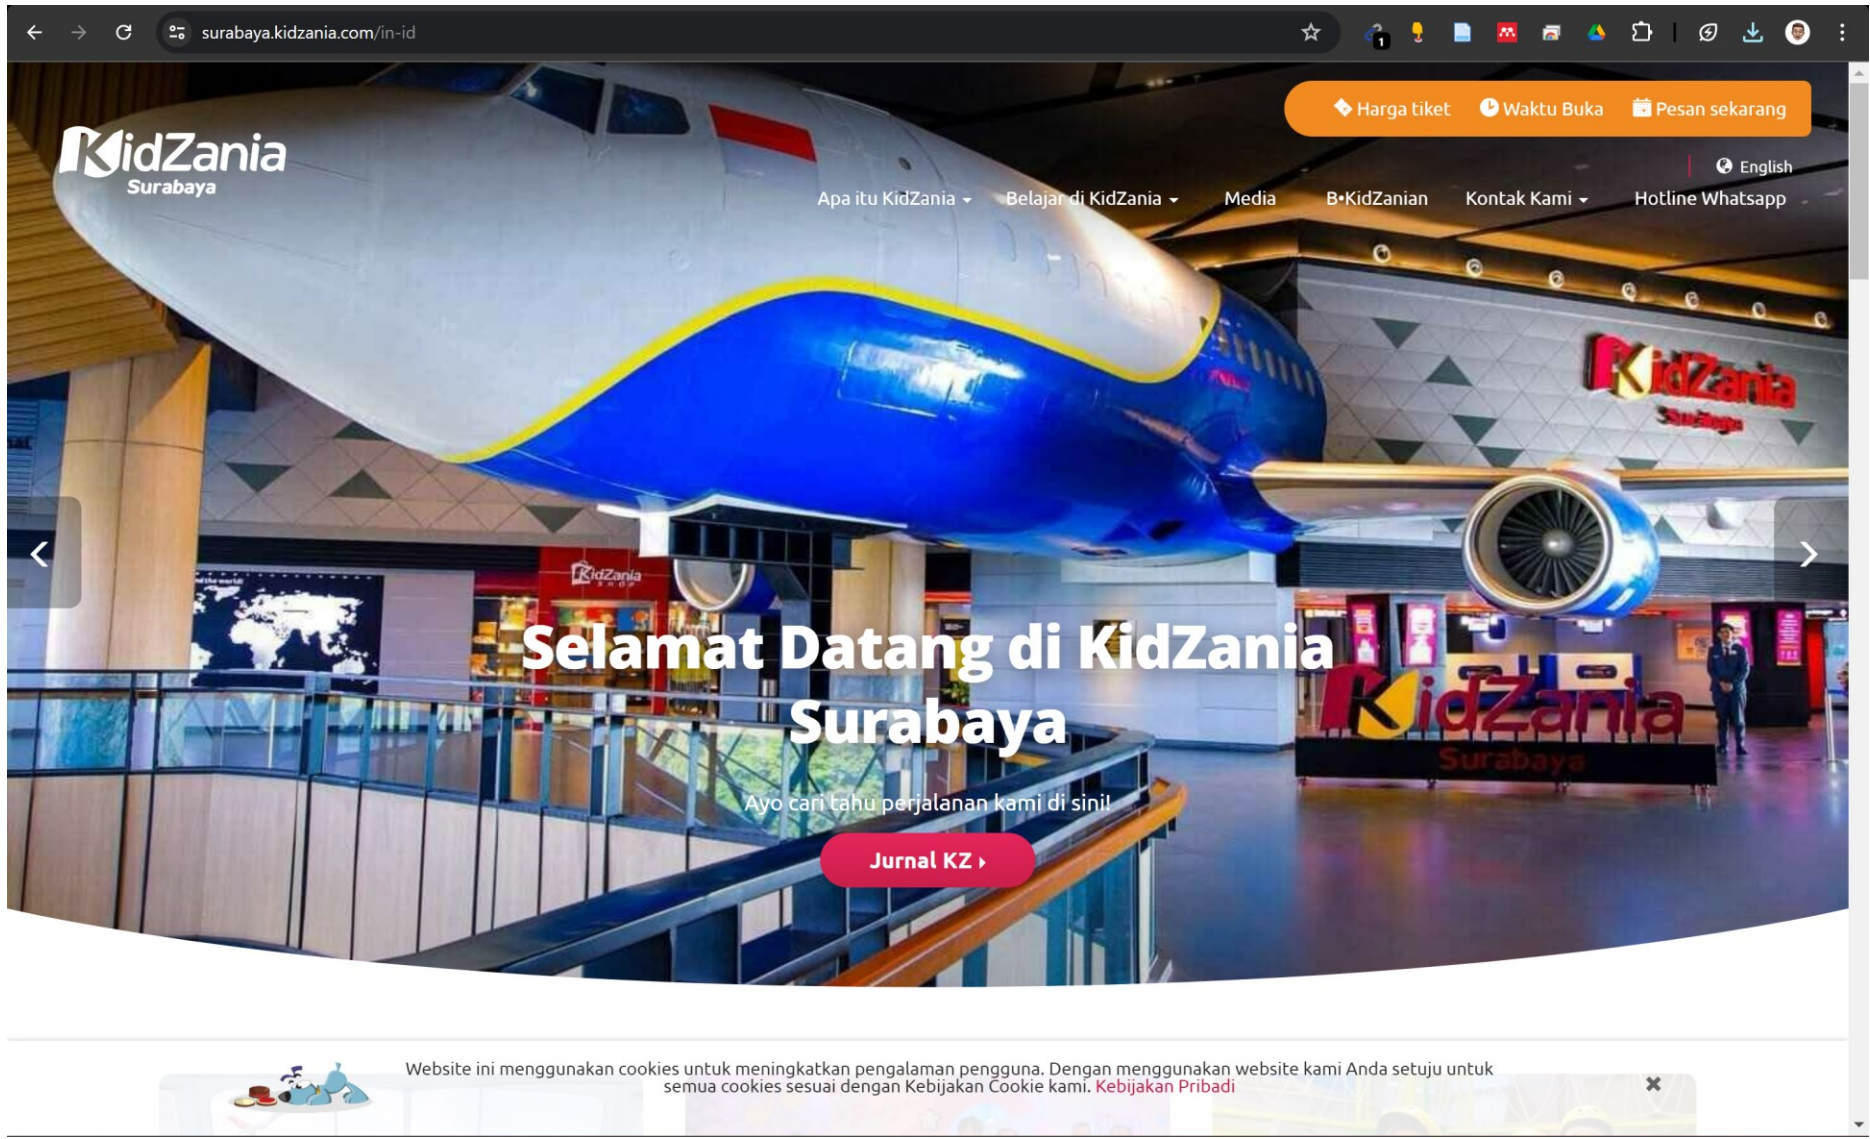 surabaya.kidzania.com/in-id
1
Harga tiket Waktu Buka Pesan sekarang
KidZania
Surabaya
English
Apa itu KidZania Belajar di KidZania Media B•KidZanian Kontak Kami Hotline Whatsapp
KidZania
Surabaya
KidZania
SHOP
Selamat Datang di KidZania
Surabaya
KidZania
Surabaya
Ayo cari tahu perjalanan kami di sini!
Jurnal KZ
Website ini menggunakan cookies untuk meningkatkan pengalaman pengguna. Dengan menggunakan website kami Anda setuju untuk
semua cookies sesuai dengan Kebijakan Cookie kami. Kebijakan Pribadi